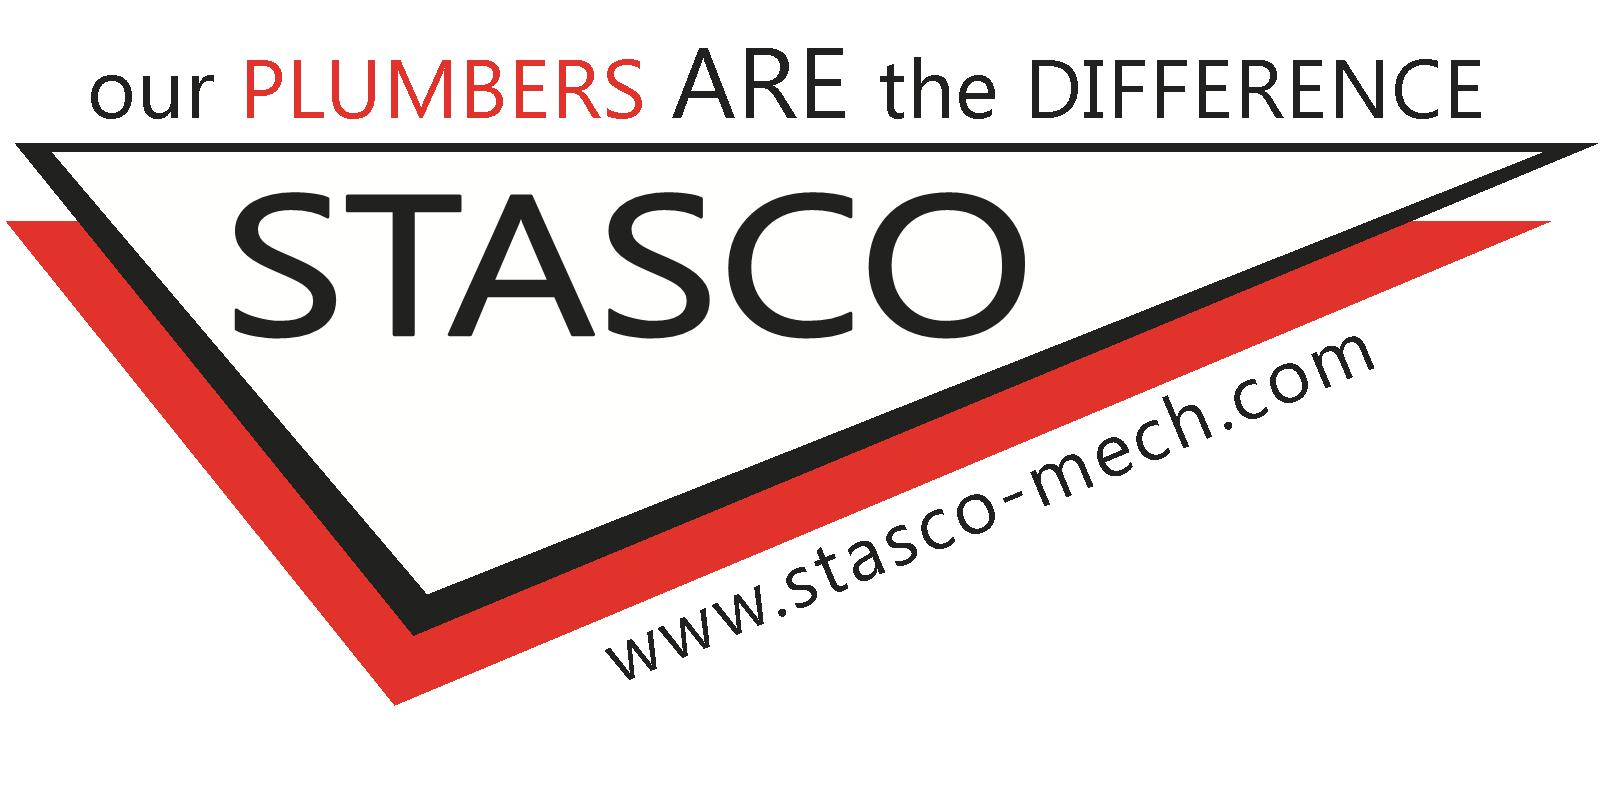 our PLUMBERS ARE the DIFFERENCE
STASCO
www.stasco-mech.com